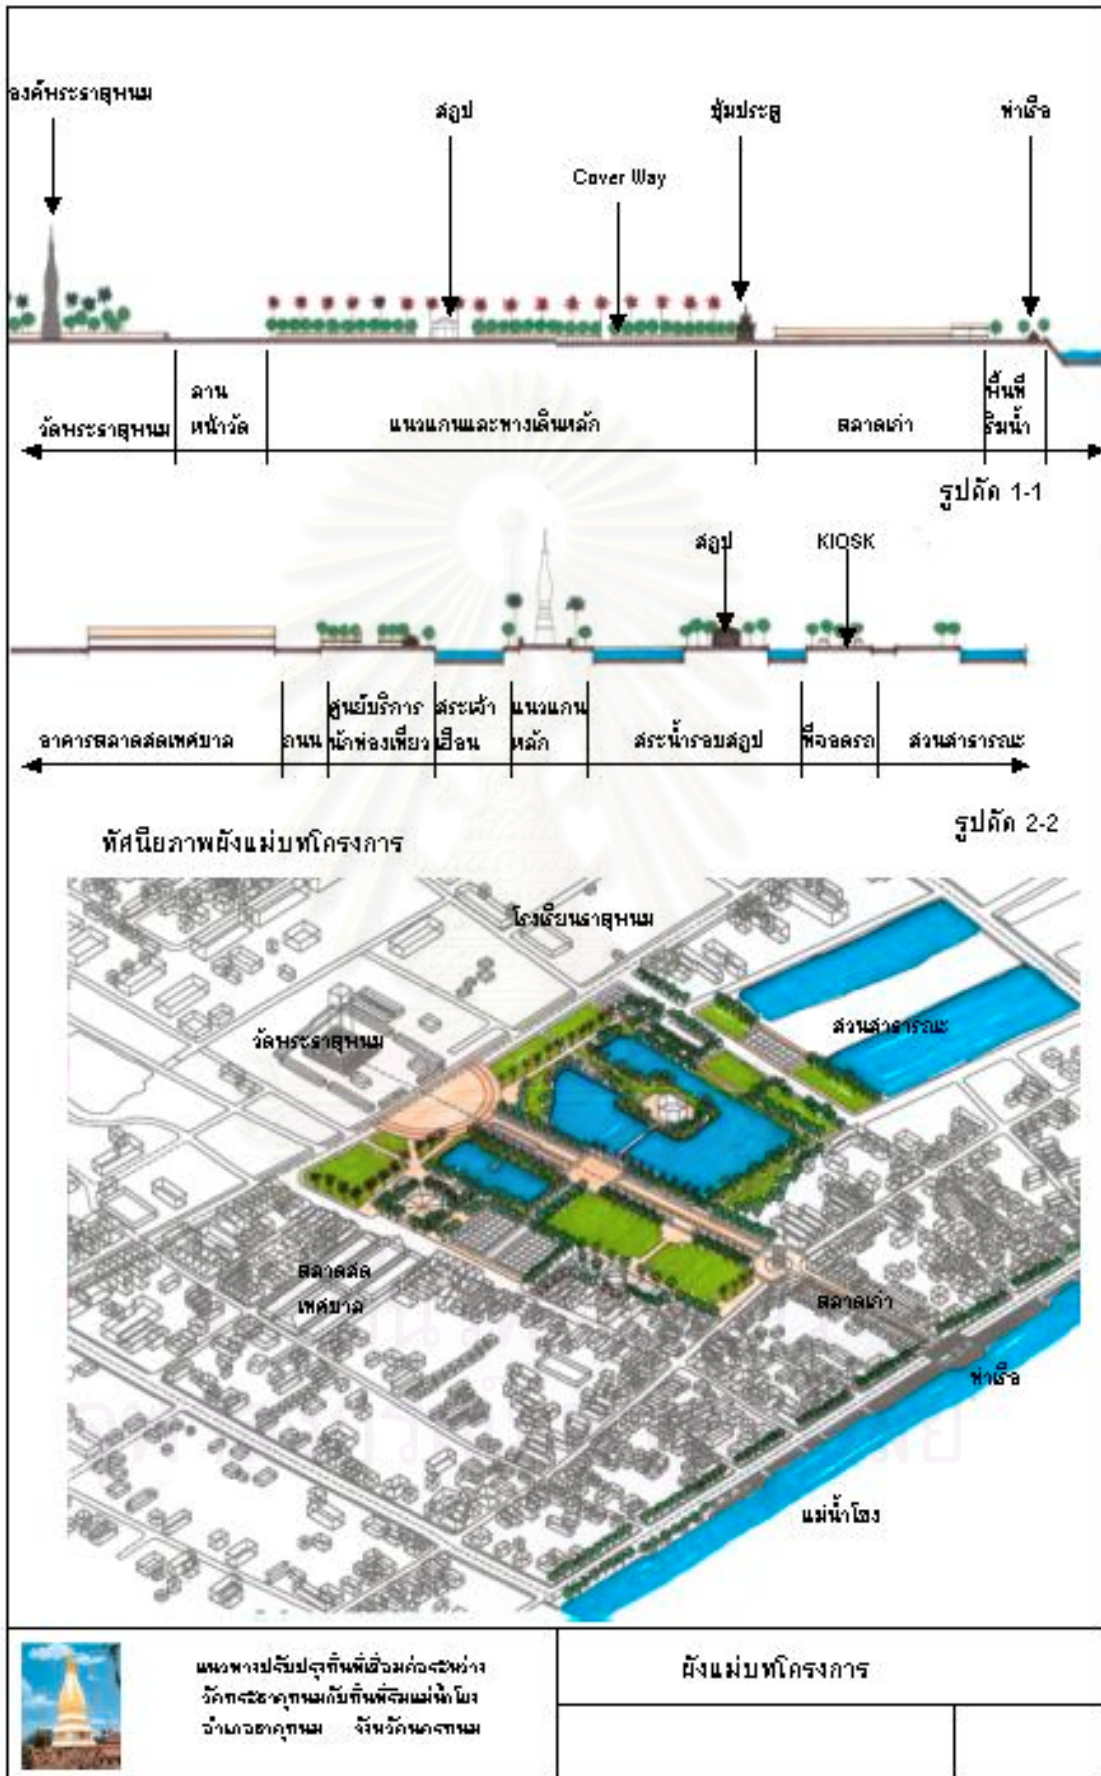 องค์พระธาตุพนม
สถูป
ซุ้มประตู
ท่าเรือ
Cover Way
วัดพระธาตุพนม
ลาน
หน้าวัด
แนวแกนและทางเดินหลัก
ตลาดเก่า
พื้นที่
ริมน้ำ
รูปตัด 1-1
สถูป
KIOSK
อาคารตลาดสดเทศบาล
ถนน
ศูนย์บริการ
นักท่องเที่ยว
สระเจ้า
เฮือน
แนวแกน
หลัก
สระน้ำรอบสถูป
ที่จอดรถ
สวนสาธารณะ
รูปตัด 2-2
ทัศนียภาพผังแม่บทโครงการ
โรงเรียนธาตุพนม
วัดพระธาตุพนม
สวนสาธารณะ
ตลาดสด
เทศบาล
ตลาดเก่า
ท่าเรือ
แม่น้ำโขง
แนวทางปรับปรุงพื้นที่เชื่อมต่อระหว่าง
วัดพระธาตุพนมกับพื้นที่ริมแม่น้ำโขง
อำเภอธาตุพนม จังหวัดนครพนม
ผังแม่บทโครงการ